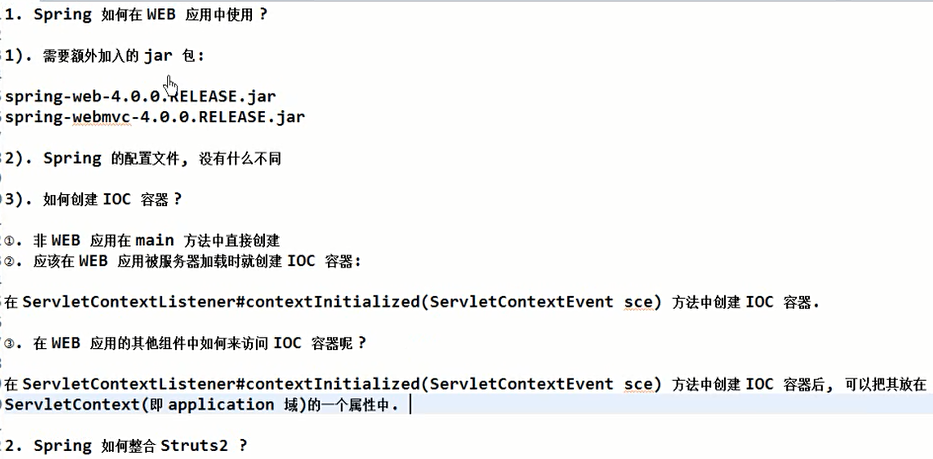 1. Spring 如何在 WEB 应用中使用 ?
1). 需要额外加入的 jar 包:
spring-web-4.0.0.RELEASE.jar
spring-webmvc-4.0.0.RELEASE.jar
2). Spring 的配置文件, 没有什么不同
3). 如何创建 IOC 容器 ?
①. 非 WEB 应用在 main 方法中直接创建
②. 应该在 WEB 应用被服务器加载时就创建 IOC 容器:
在 ServletContextListener#contextInitialized(ServletContextEvent sce) 方法中创建 IOC 容器.
③. 在 WEB 应用的其他组件中如何来访问 IOC 容器呢 ?
在 ServletContextListener#contextInitialized(ServletContextEvent sce) 方法中创建 IOC 容器后, 可以把其放在
ServletContext(即 application 域)的一个属性中.
2. Spring 如何整合 Struts2 ?